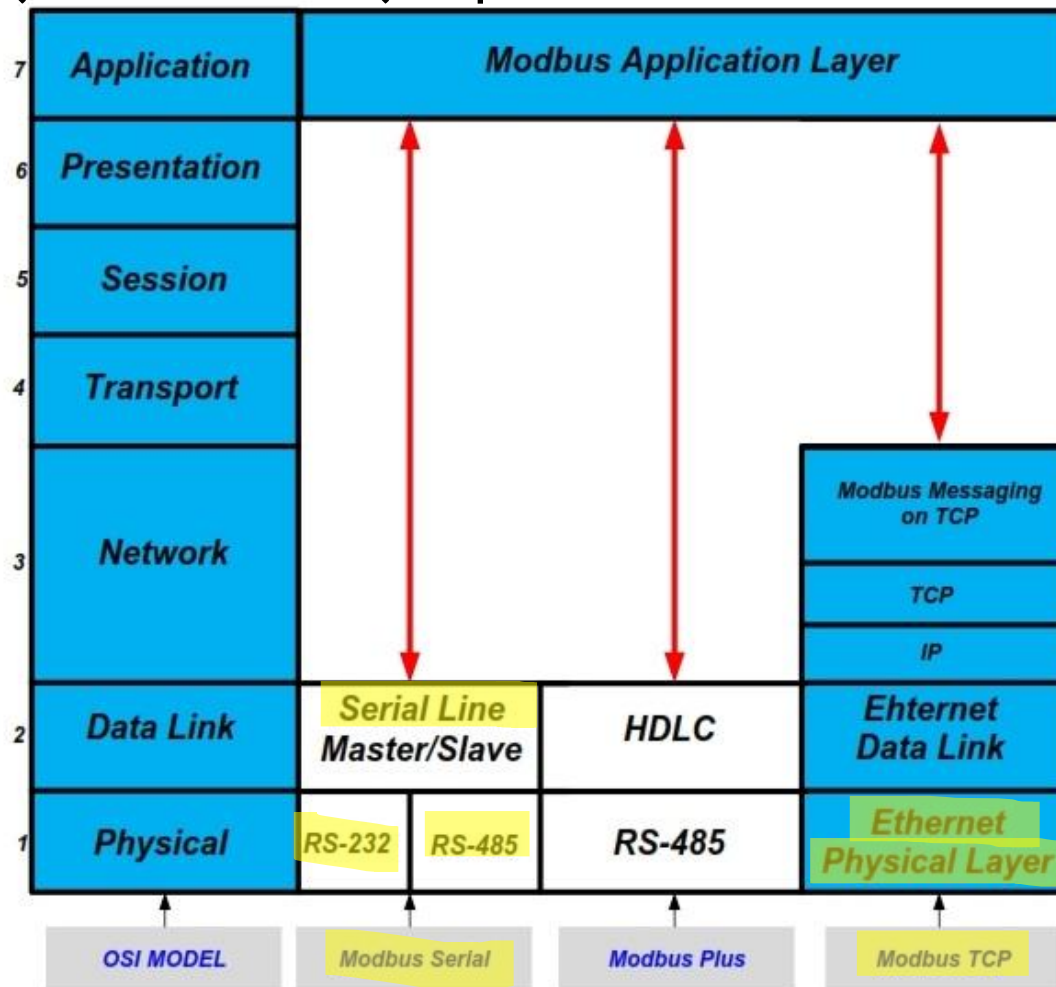 7
Application
Modbus Application Layer
6
Presentation
5
Session
4
Transport
3
Network
Modbus Messaging
on TCP
TCP
IP
2
Data Link
Serial Line
Master/Slave
HDLC
Ehternet
Data Link
1
Physical
RS-232
RS-485
RS-485
Ethernet
Physical Layer
OSI MODEL
Modbus Serial
Modbus Plus
Modbus TCP